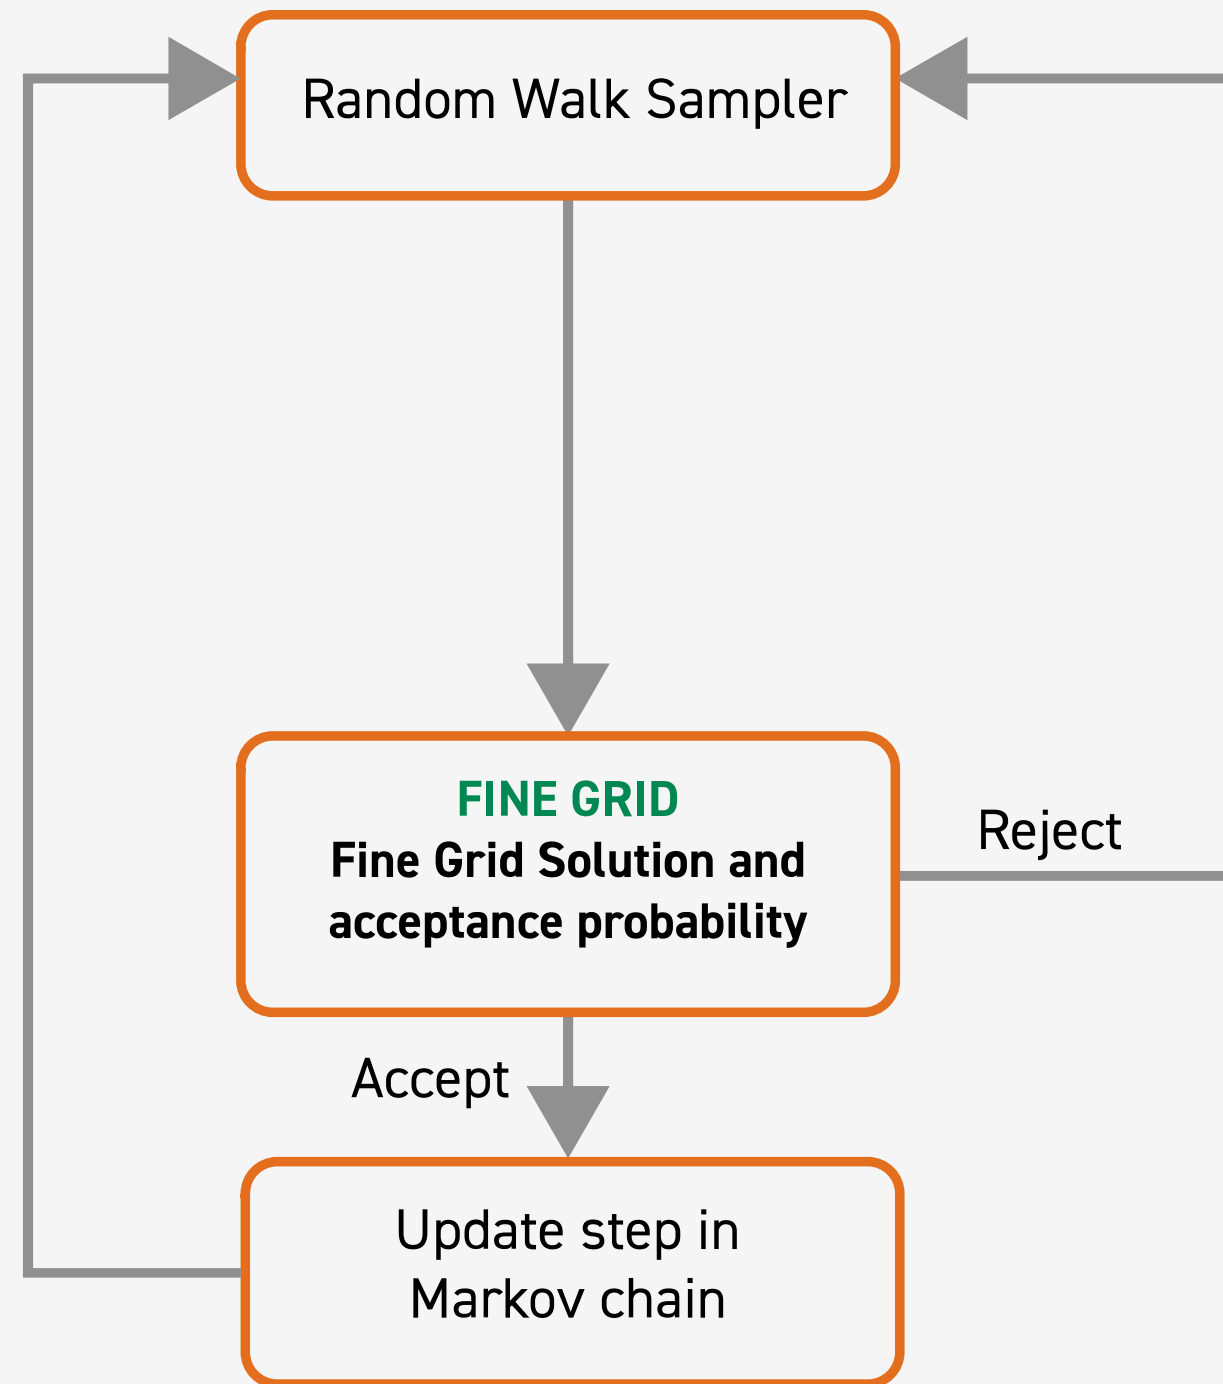 Random Walk Sampler
FINE GRID
Fine Grid Solution and
acceptance probability
Reject
Accept
Update step in
Markov chain